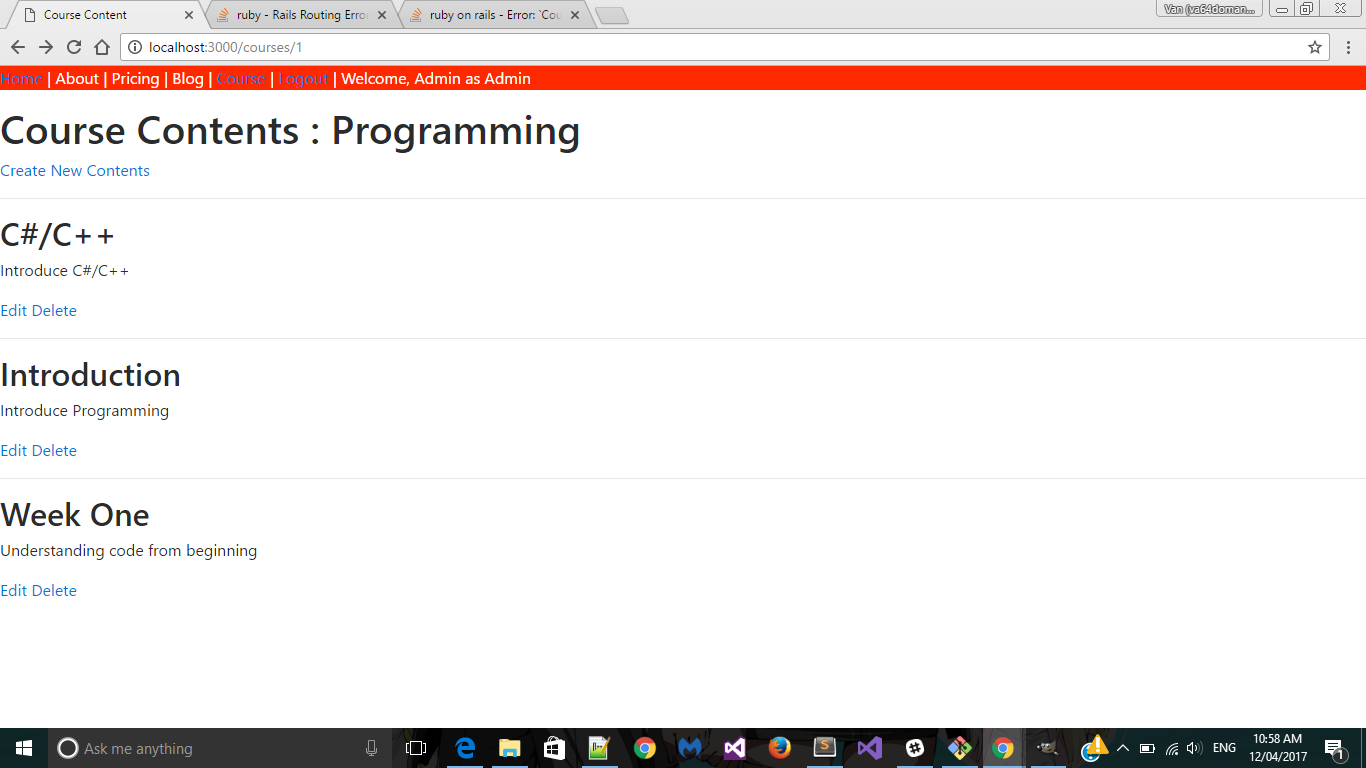 Course Content
ruby - Rails Routing Erro
ruby on rails - Error: `Cou
Van (va64doman...
localhost:3000/courses/1
Home | About | Pricing | Blog | Course | Logout | Welcome, Admin as Admin
Course Contents : Programming
Create New Contents
C#/C++
Introduce C#/C++
Edit Delete
Introduction
Introduce Programming
Edit Delete
Week One
Understanding code from beginning
Edit Delete
Ask me anything
ENG
10:58 AM
12/04/2017
1